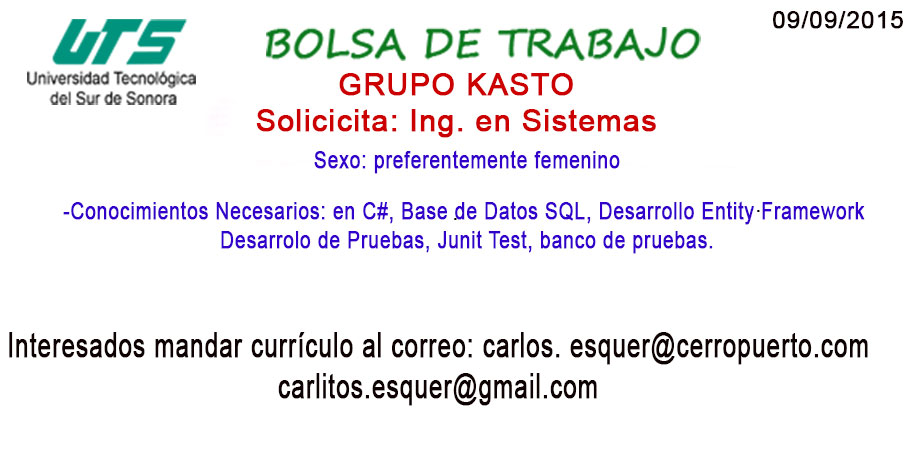 09/09/2015
UTS
Universidad Tecnológica
del Sur de Sonora
BOLSA DE TRABAJO
GRUPO KASTO
Solicicita: Ing. en Sistemas
Sexo: preferentemente femenino
-Conocimientos Necesarios: en C#, Base de Datos SQL, Desarrollo Entity·Framework
Desarrolo de Pruebas, Junit Test, banco de pruebas.
Interesados mandar currículo al correo: carlos. esquer@cerropuerto.com
carlitos.esquer@gmail.com